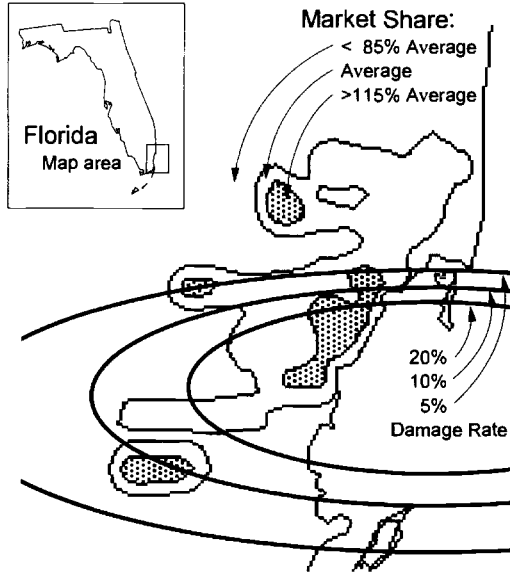 Market Share:
< 85% Average
Average
>115% Average
Florida
Map area
20%
10%
5%
Damage Rate